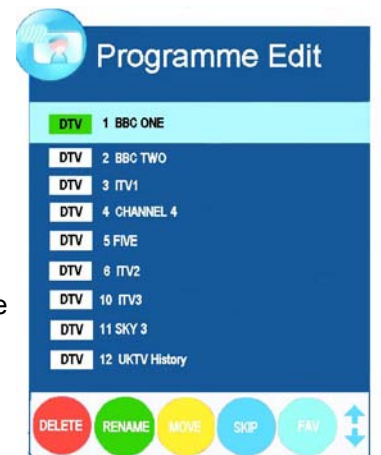 Programme Edit
DTV 1 BBC ONE
DTV 2 BBC TWO
DTV 3 ITV1
DTV 4 CHANNEL 4
DTV 5 FIVE
DTV 6 ITV2
e
DTV 10 ITV3
DTV 11 SKY 3
DTV 12 UKTV History
DELETE RENAME MOVE SKIP FAV